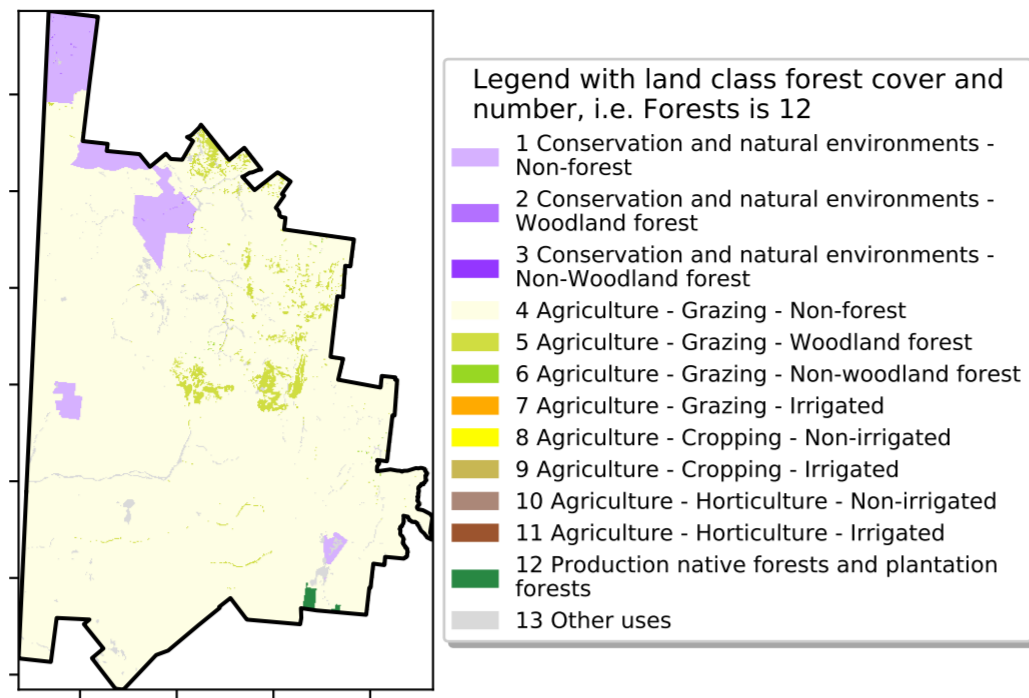 Legend with land class forest cover and
number, i.e. Forests is 12
1 Conservation and natural environments -
Non-forest
2 Conservation and natural environments -
Woodland forest
3 Conservation and natural environments -
Non-Woodland forest
4 Agriculture - Grazing - Non-forest
5 Agriculture - Grazing - Woodland forest
6 Agriculture - Grazing - Non-woodland forest
7 Agriculture - Grazing - Irrigated
8 Agriculture - Cropping - Non-irrigated
9 Agriculture - Cropping - Irrigated
10 Agriculture - Horticulture - Non-irrigated
11 Agriculture - Horticulture - Irrigated
12 Production native forests and plantation
forests
13 Other uses